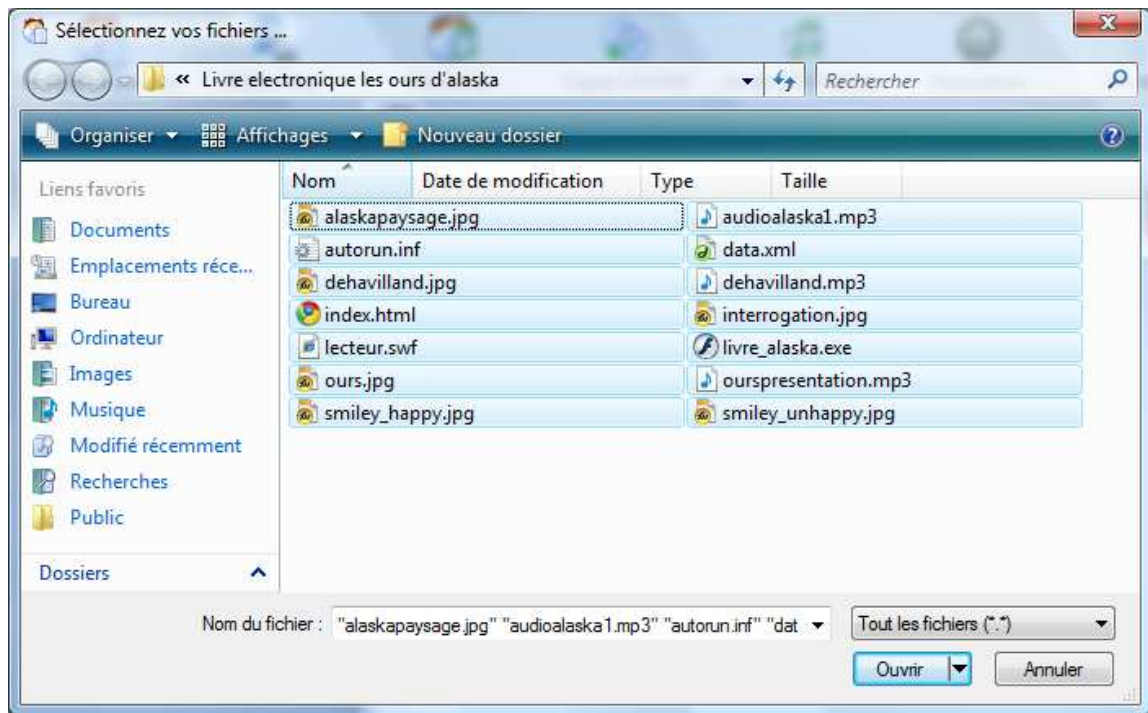 Sélectionnez vos fichiers ...
« Livre electronique les ours d'alaska
Rechercher
Organiser Affichages Nouveau dossier
Liens favoris
Documents
Emplacements réce...
Bureau
Ordinateur
Images
Musique
Modifié récemment
Recherches
Public
Dossiers
Nom Date de modification Type Taille
alaskapaysage.jpg audioalaska1.mp3
autorun.inf data.xml
dehavilland.jpg dehavilland.mp3
index.html interrogation.jpg
lecteur.swf livre_alaska.exe
ours.jpg ourspresentation.mp3
smiley_happy.jpg smiley_unhappy.jpg
Nom du fichier : "alaskapaysage.jpg" "audioalaska1.mp3" "autorun.inf" "dat Tout les fichiers (*.*)
Ouvrir Annuler